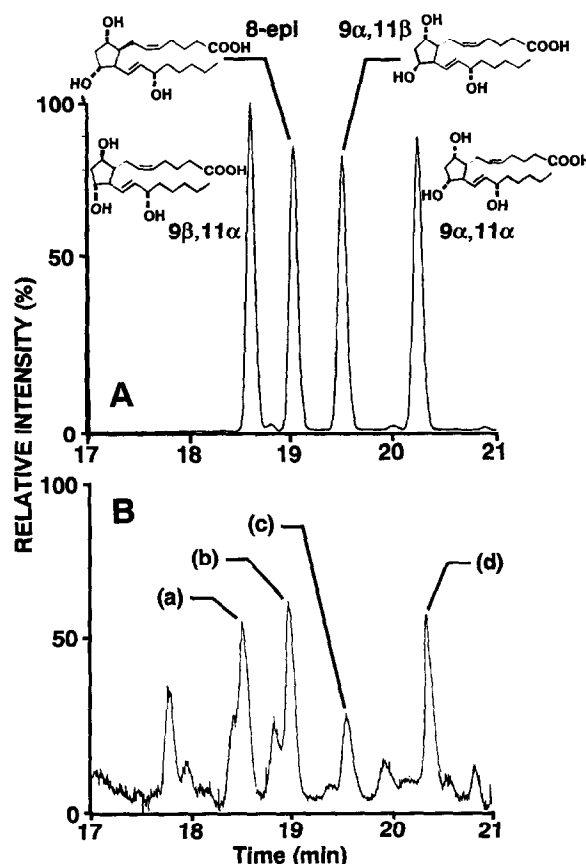 OH
COOH
HO
OH
8-epi
9α,11β
OH
COOH
HO
OH
100
OH
COOH
HO
OH
9β,11α
OH
COOH
HO
OH
9α,11α
50
A
0
17
18
19
20
21
RELATIVE INTENSITY (%)
100
B
(c)
(b)
(d)
(a)
50
0
17
18
19
20
21
Time (min)